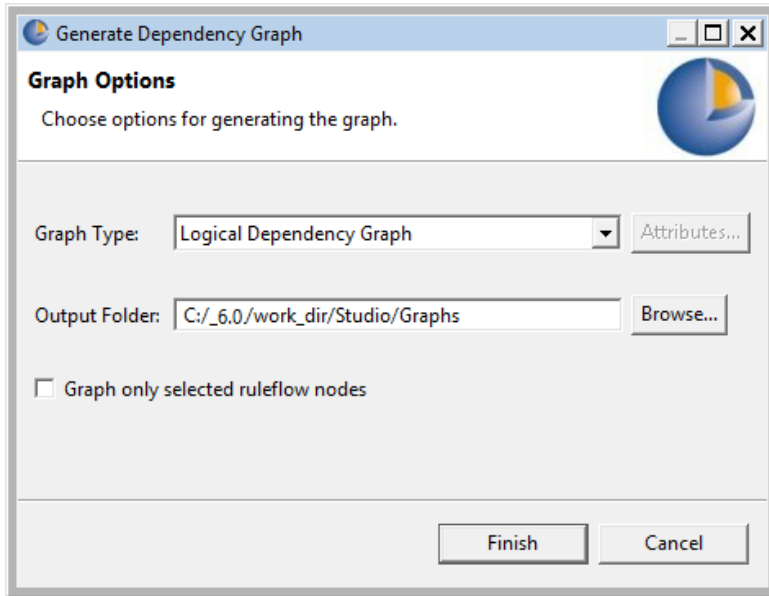 Generate Dependency Graph
Graph Options
Choose options for generating the graph.
Graph Type: Logical Dependency Graph Attributes...
Output Folder: C:/_6.0./work_dir/Studio/Graphs Browse...
Graph only selected ruleflow nodes
Finish Cancel